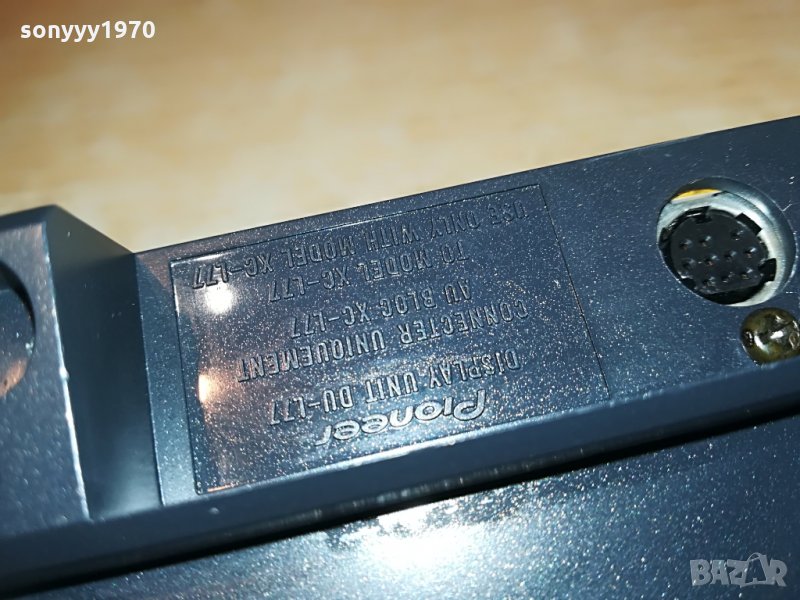 sonyyy1970
Pioneer
DISPLAY UNIT DU-L77
CONNECTER UNIQUEMENT
AU BLOC XC-L77
TO MODEL XC-L77
USE ONLY WITH MODEL XC-L77
BAZAR